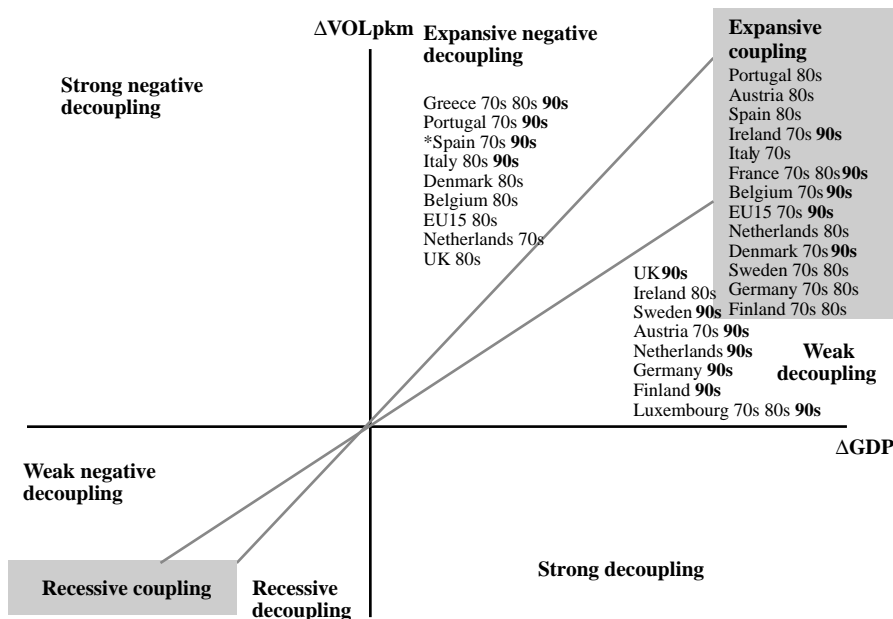 ΔVOLpkm
Strong negative
decoupling
Expansive negative
decoupling
Greece 70s 80s 90s
Portugal 70s 90s
*Spain 70s 90s
Italy 80s 90s
Denmark 80s
Belgium 80s
EU15 80s
Netherlands 70s
UK 80s
Expansive
coupling
Portugal 80s
Austria 80s
Spain 80s
Ireland 70s 90s
Italy 70s
France 70s 80s 90s
Belgium 70s 90s
EU15 70s 90s
Netherlands 80s
Denmark 70s 90s
Sweden 70s 80s
Germany 70s 80s
Finland 70s 80s
UK 90s
Ireland 80s
Sweden 90s
Austria 70s 90s
Netherlands 90s
Germany 90s
Finland 90s
Luxembourg 70s 80s 90s
Weak
decoupling
ΔGDP
Weak negative
decoupling
Recessive coupling
Recessive
decoupling
Strong decoupling